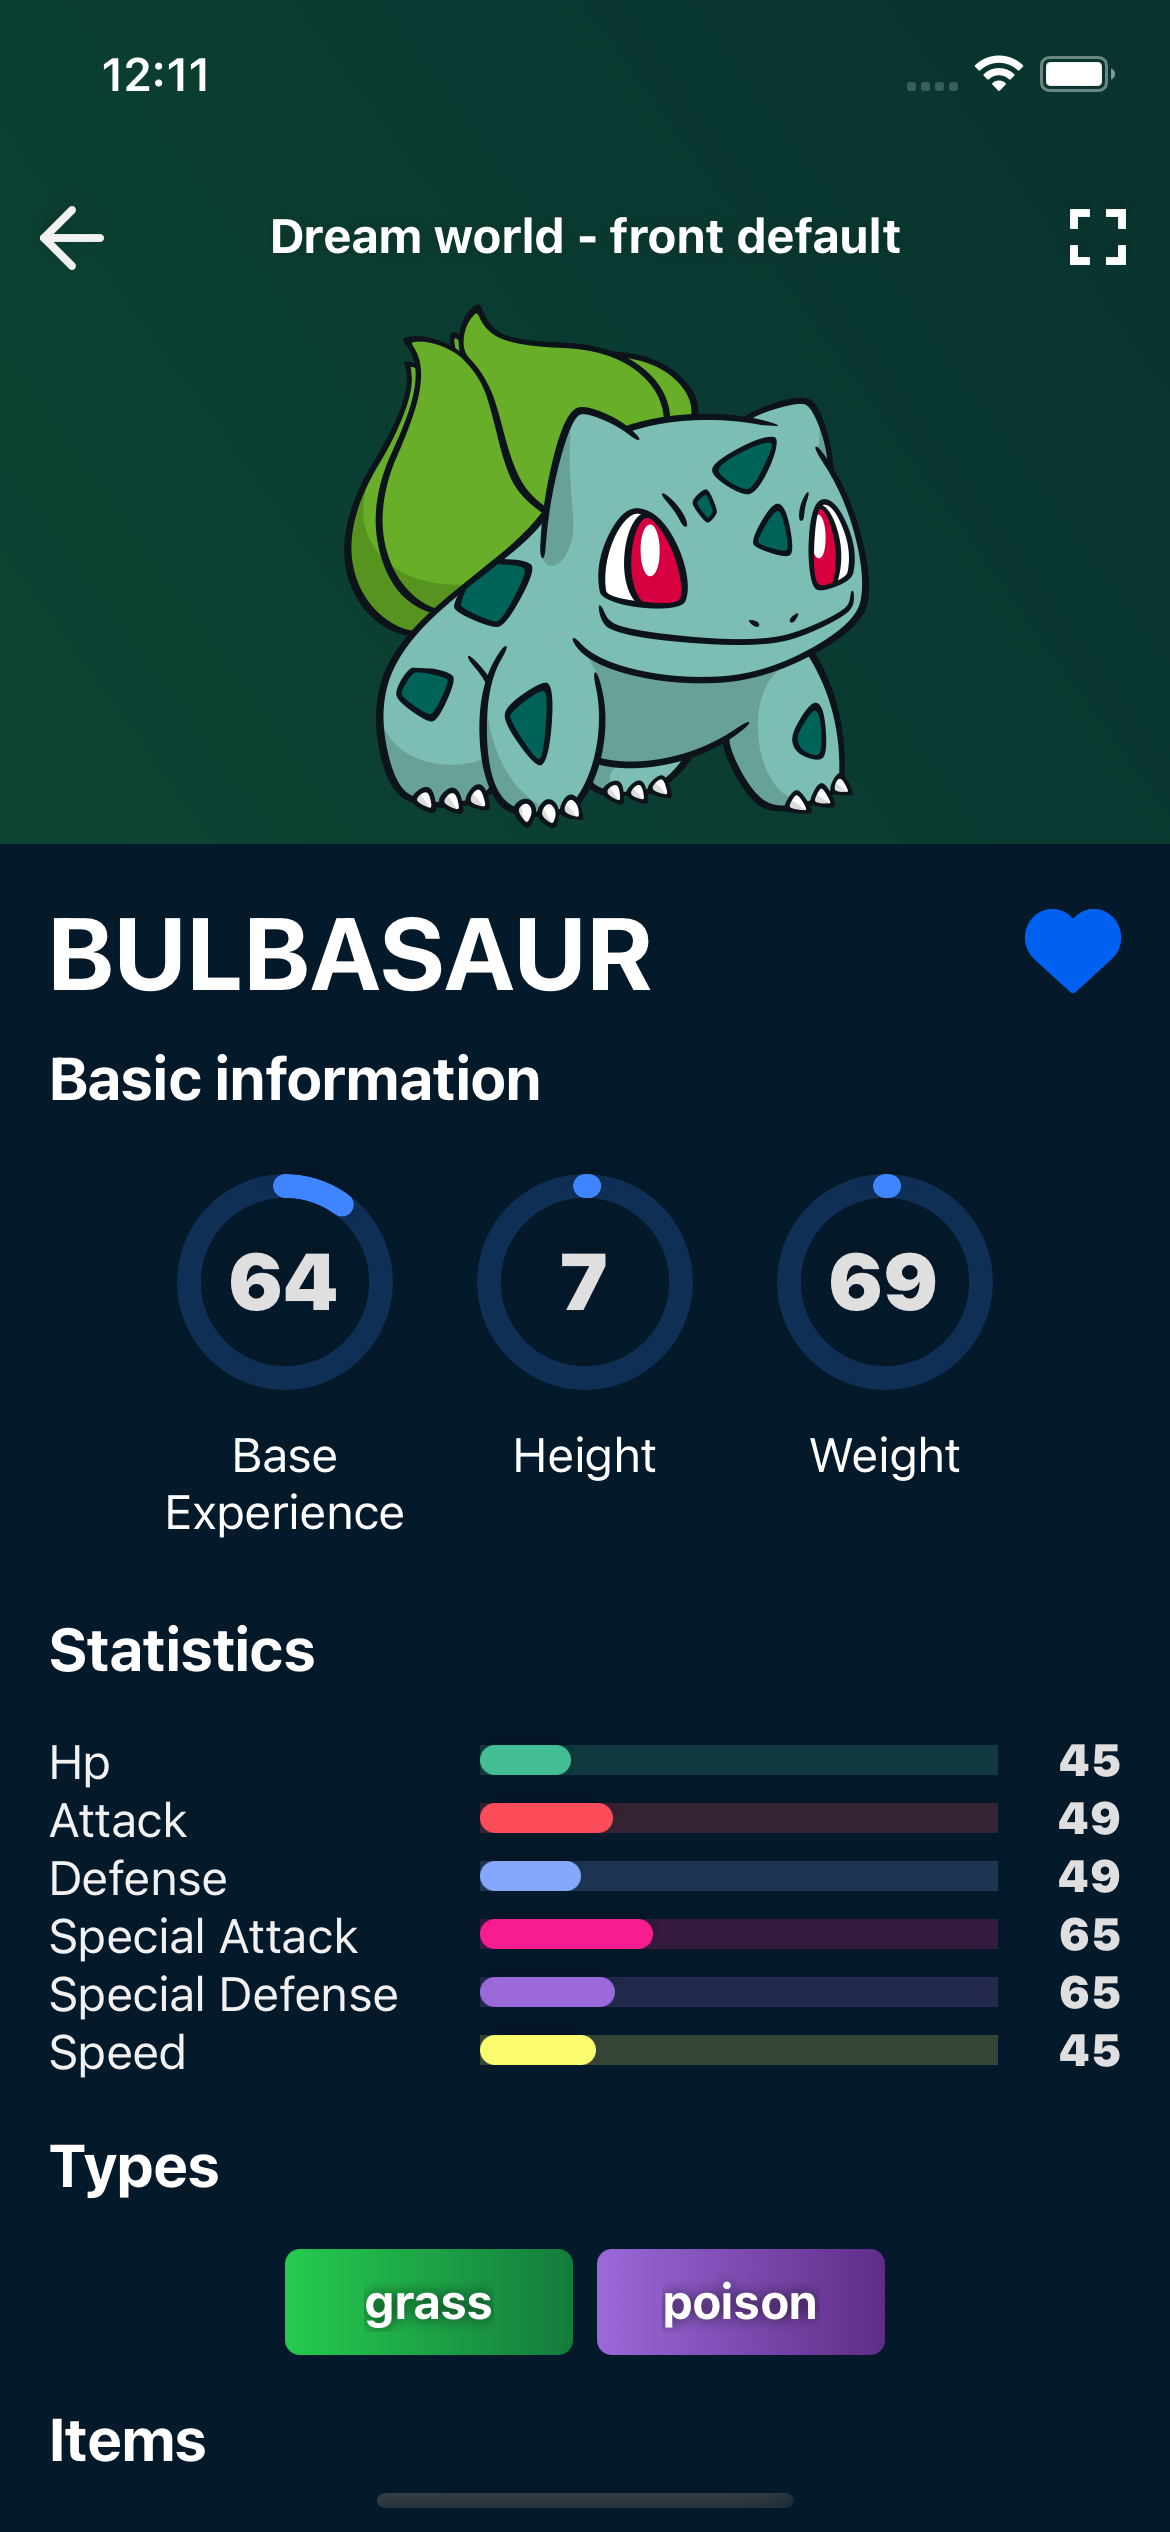 12:11
Dream world - front default
BULBASAUR
Basic information
64
7
69
Base
Experience
Height
Weight
Statistics
Hp 45
Attack 49
Defense 49
Special Attack 65
Special Defense 65
Speed 45
Types
grass poison
Items